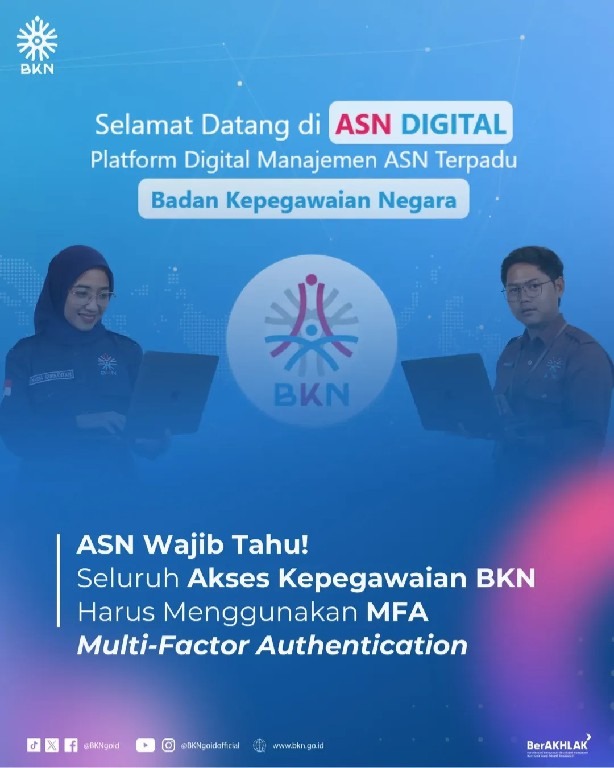 BKN
Selamat Datang di ASN DIGITAL
Platform Digital Manajemen ASN Terpadu
Badan Kepegawaian Negara
BKN
ASN Wajib Tahu!
Seluruh Akses Kepegawaian BKN
Harus Menggunakan MFA
Multi-Factor Authentication
@BKNgoid @BKNgoidofficial www.bkn.go.id
BerAKHLAK